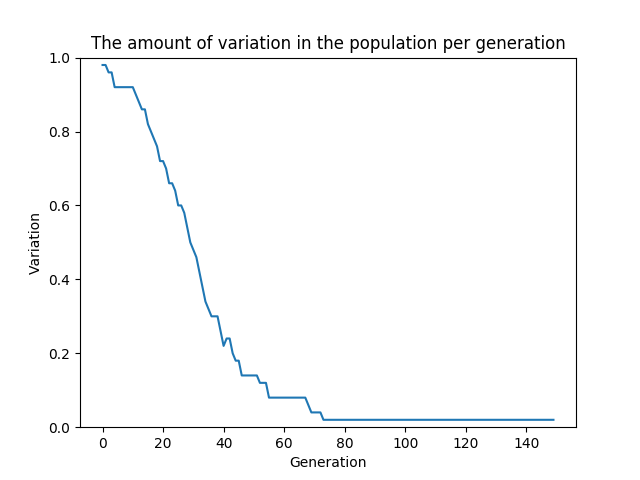 The amount of variation in the population per generation
1.0
0.8
0.6
0.4
0.2
0.0
Variation
0 20 40 60 80 100 120 140
Generation